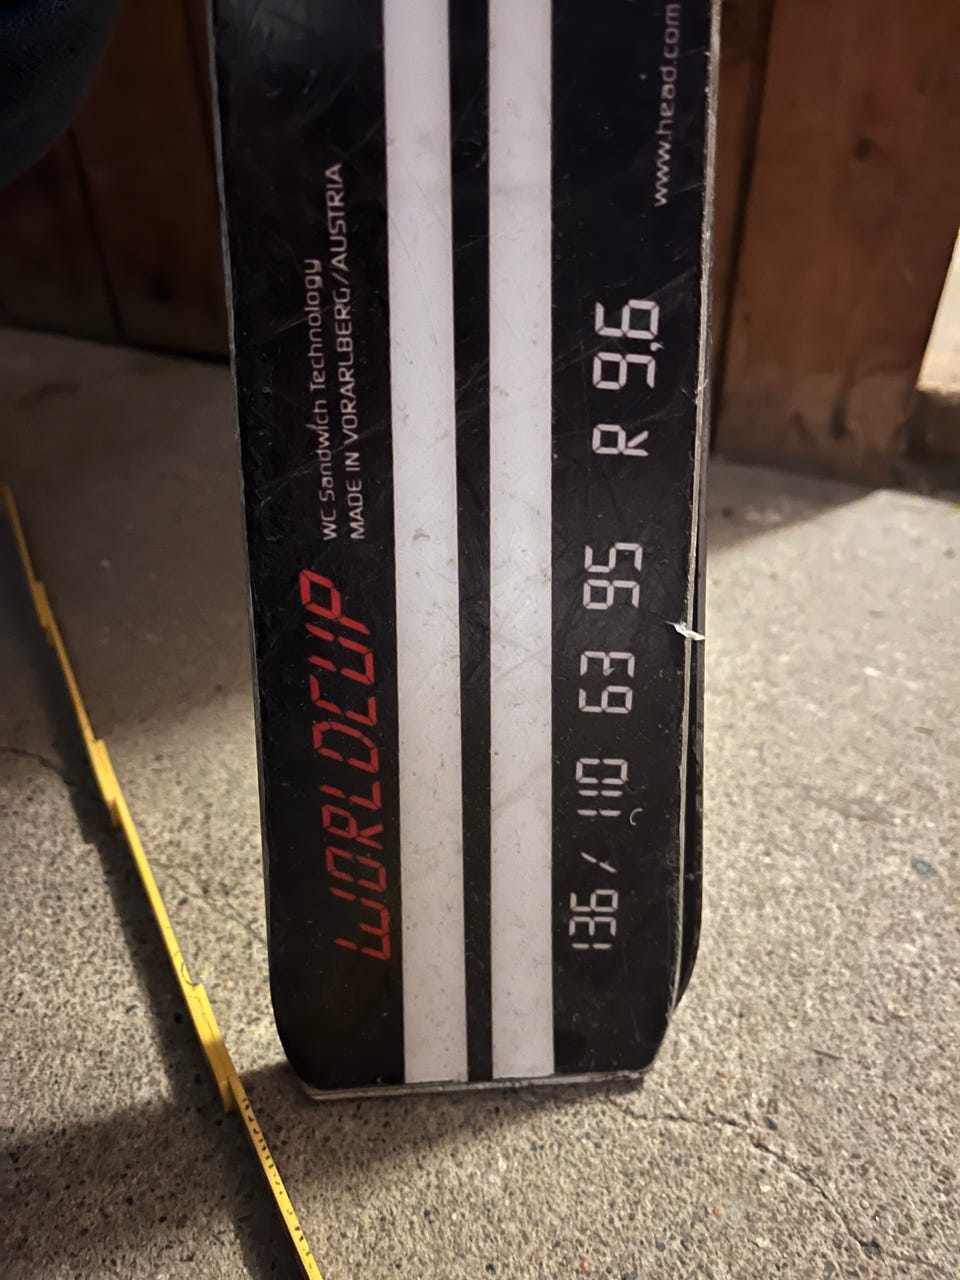 WORLDCUP
WC Sandwich Technology
MADE IN VORARLBERG/AUSTRIA
136 / 110 63 95 R 9,6
www.head.com